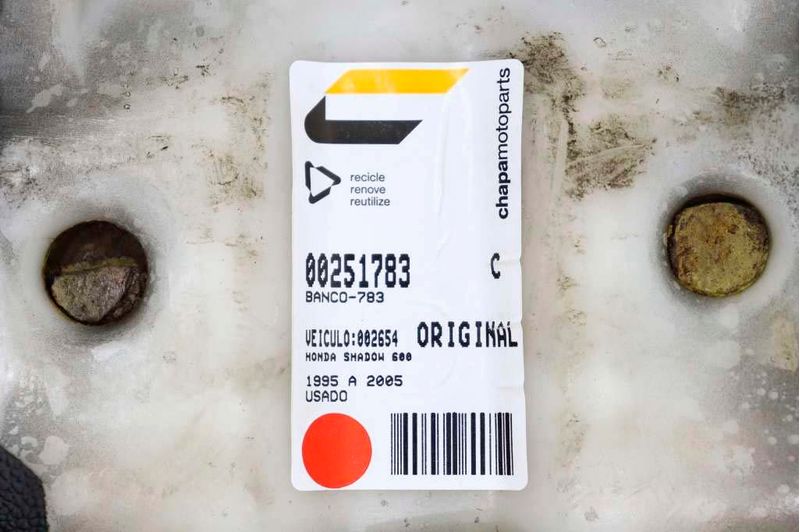 chapamotoparts
recicle
renove
reutilize
00251783
C
BANCO-783
VEICULO:002654 ORIGINAL
HONDA SHADOW 600
1995 A 2005
USADO